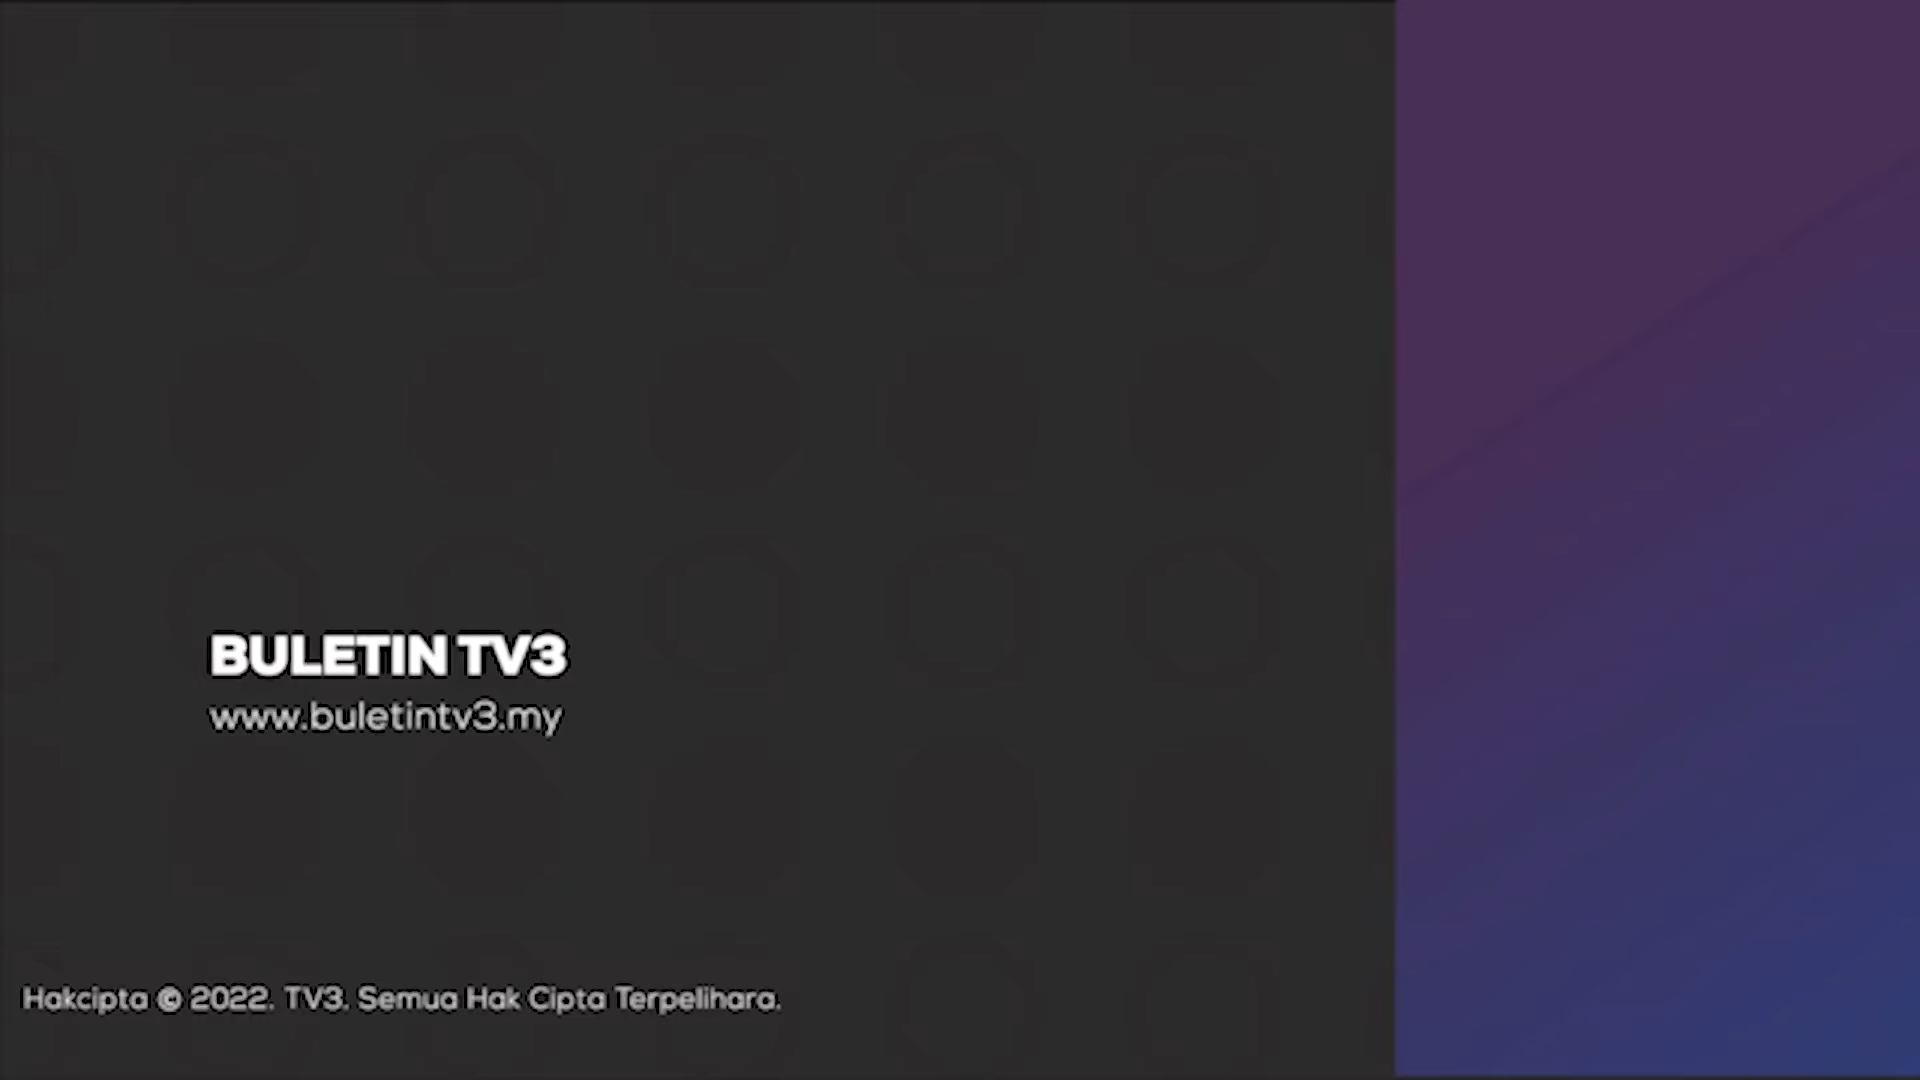 BULETIN TV3
www.buletintv3.my
Hakcipta © 2022. TV3. Semua Hak Cipta Terpelihara.